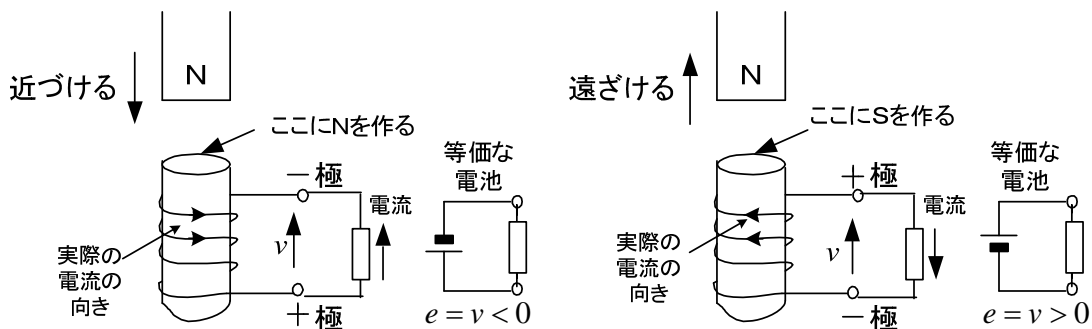 N
近づける
ここにNを作る
－極
等価な
電池
電流
v
実際の
電流の
向き
＋極
e = v < 0
N
遠ざける
ここにSを作る
＋極
等価な
電池
電流
v
実際の
電流の
向き
－極
e = v > 0